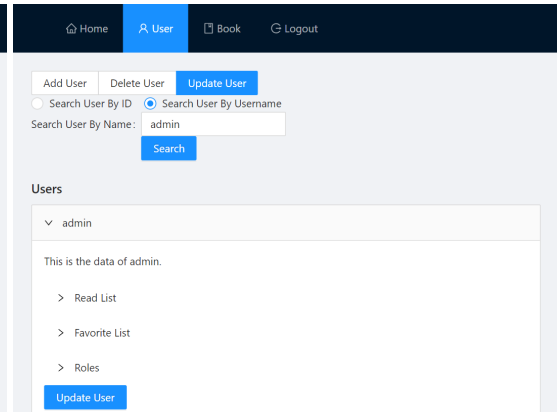 Home User Book Logout
Add User Delete User Update User
Search User By ID Search User By Username
Search User By Name: admin
Search
Users
admin
This is the data of admin.
Read List
Favorite List
Roles
Update User